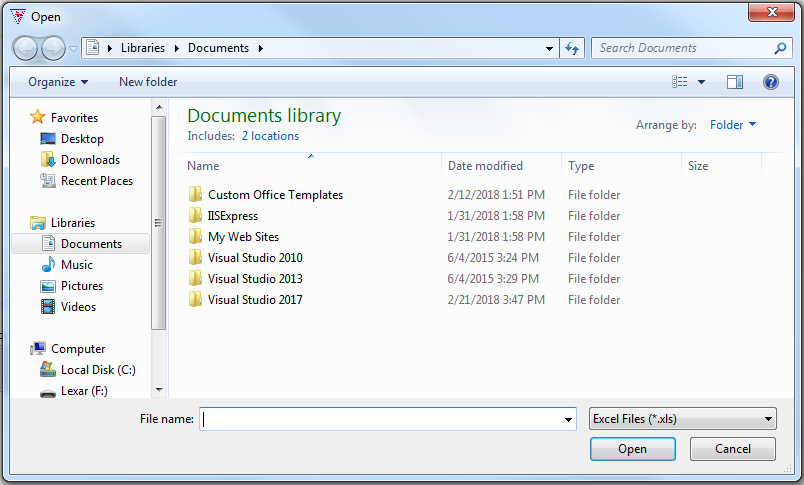 Open
Libraries Documents
Search Documents
Organize New folder
Documents library
Includes: 2 locations
Arrange by: Folder
Name Date modified Type Size
Custom Office Templates 2/12/2018 1:51 PM File folder
IISExpress 1/31/2018 1:58 PM File folder
My Web Sites 1/31/2018 1:58 PM File folder
Visual Studio 2010 6/4/2015 3:24 PM File folder
Visual Studio 2013 6/4/2015 3:29 PM File folder
Visual Studio 2017 2/21/2018 3:47 PM File folder
Favorites
Desktop
Downloads
Recent Places
Libraries
Documents
Music
Pictures
Videos
Computer
Local Disk (C:)
Lexar (F:)
File name: Excel Files (*.xls)
Open Cancel